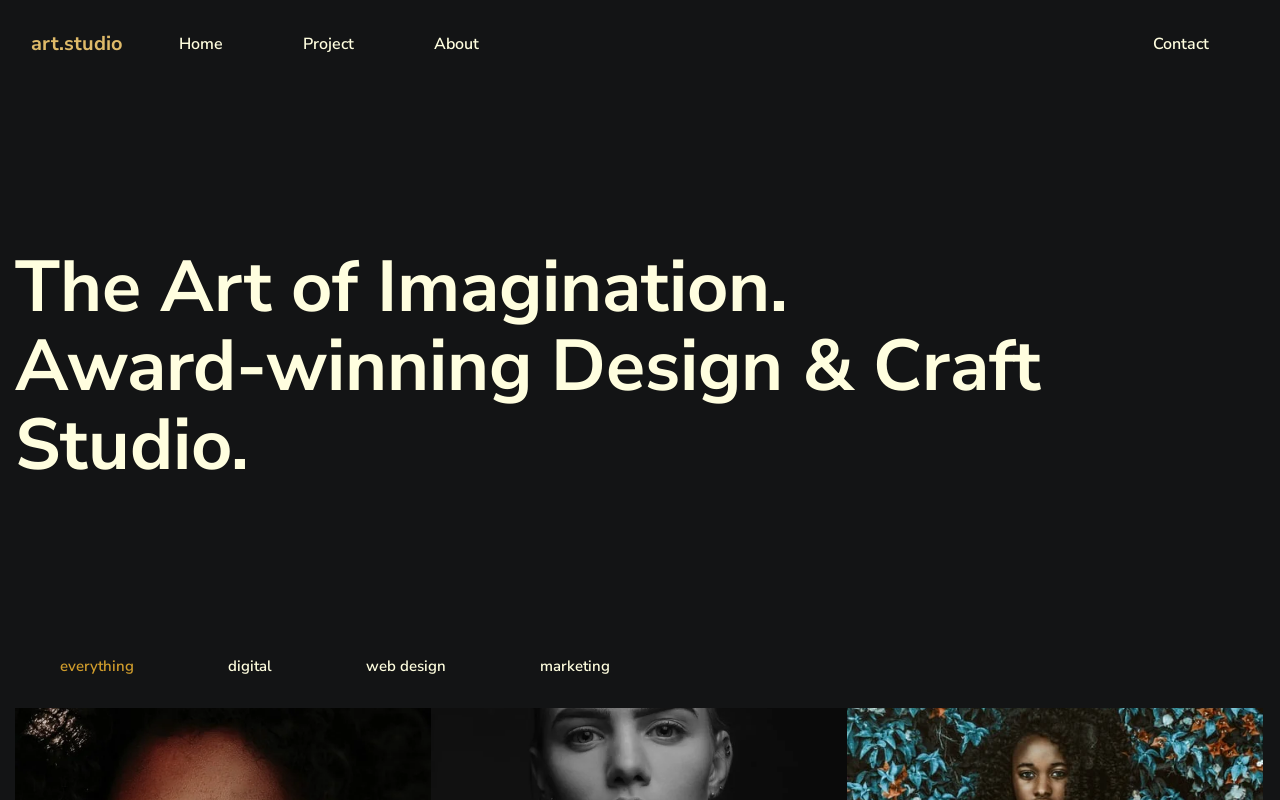 art.studio Home Project About Contact
The Art of Imagination.
Award-winning Design & Craft
Studio.
everything digital web design marketing